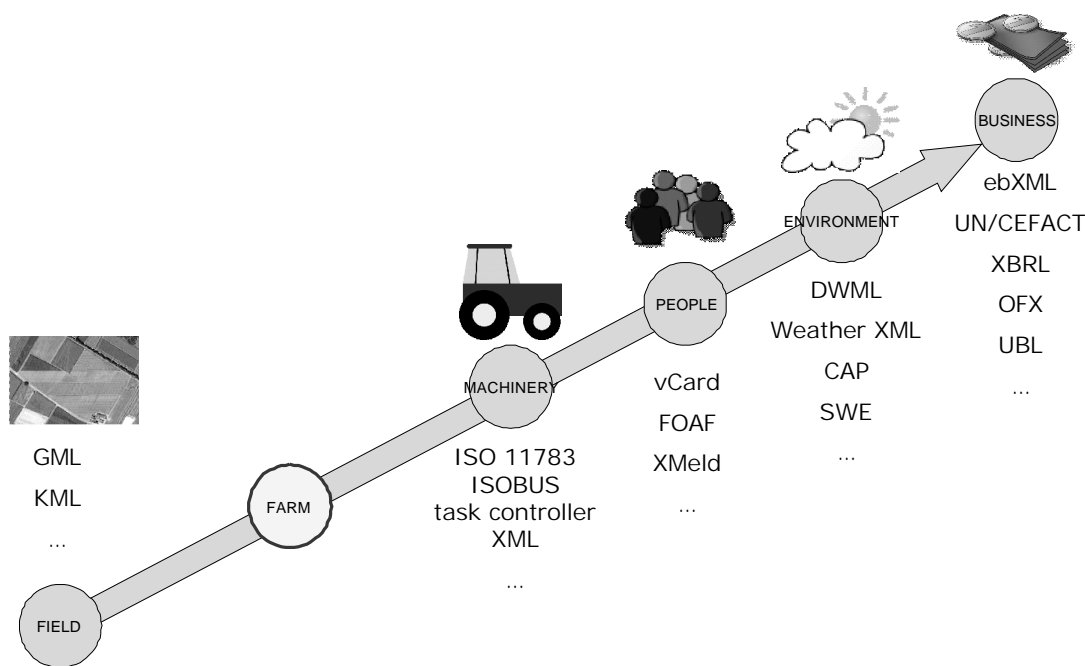 FIELD
GML
KML
...
FARM
MACHINERY
ISO 11783
ISOBUS
task controller
XML
...
PEOPLE
vCard
FOAF
XMeld
...
ENVIRONMENT
DWML
Weather XML
CAP
SWE
...
BUSINESS
ebXML
UN/CEFACT
XBRL
OFX
UBL
...